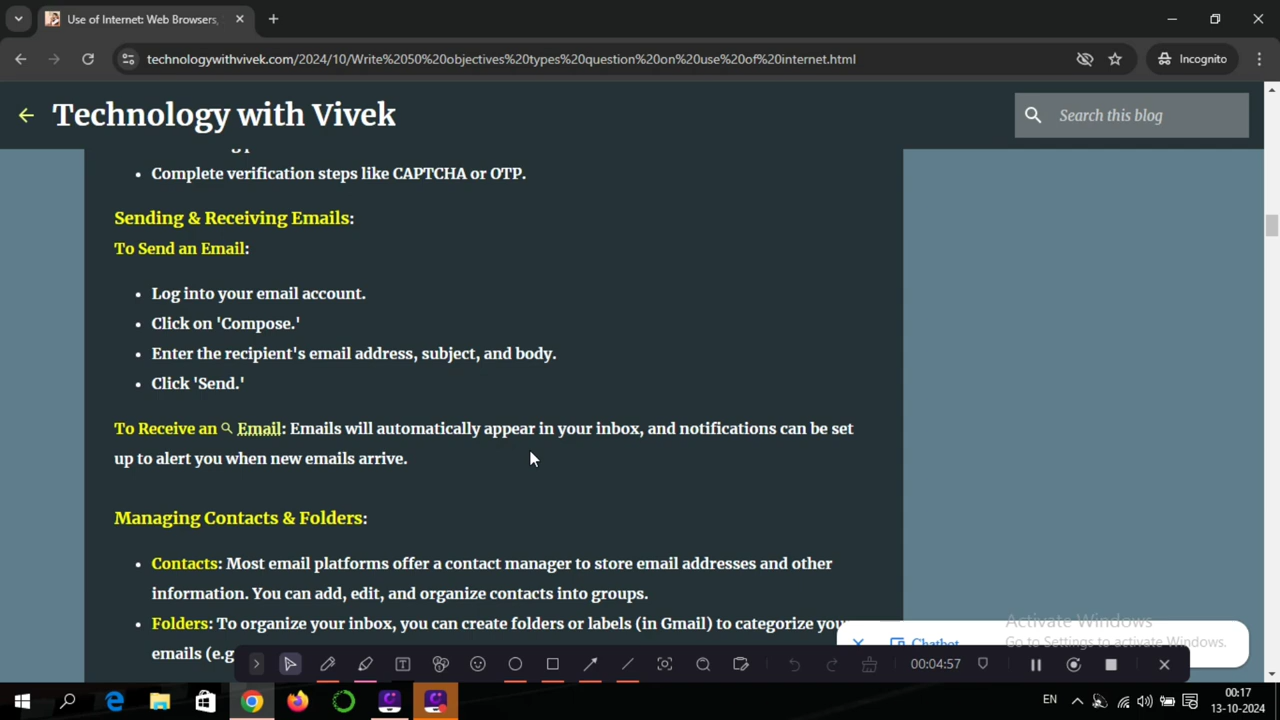 Use of Internet: Web Browsers,
technologywithvivek.com/2024/10/Write%2050%20objectives%20types%20question%20on%20use%20of%20internet.html
Incognito
Technology with Vivek
Search this blog
• Complete verification steps like CAPTCHA or OTP.
Sending & Receiving Emails:
To Send an Email:
• Log into your email account.
• Click on 'Compose.'
• Enter the recipient's email address, subject, and body.
• Click 'Send.'
To Receive an Email: Emails will automatically appear in your inbox, and notifications can be set
up to alert you when new emails arrive.
Managing Contacts & Folders:
• Contacts: Most email platforms offer a contact manager to store email addresses and other
information. You can add, edit, and organize contacts into groups.
• Folders: To organize your inbox, you can create folders or labels (in Gmail) to categorize your
emails (e.g
Activate Windows
Chatbot
Go to Settings to activate Windows.
00:04:57
EN
00:17
13-10-2024